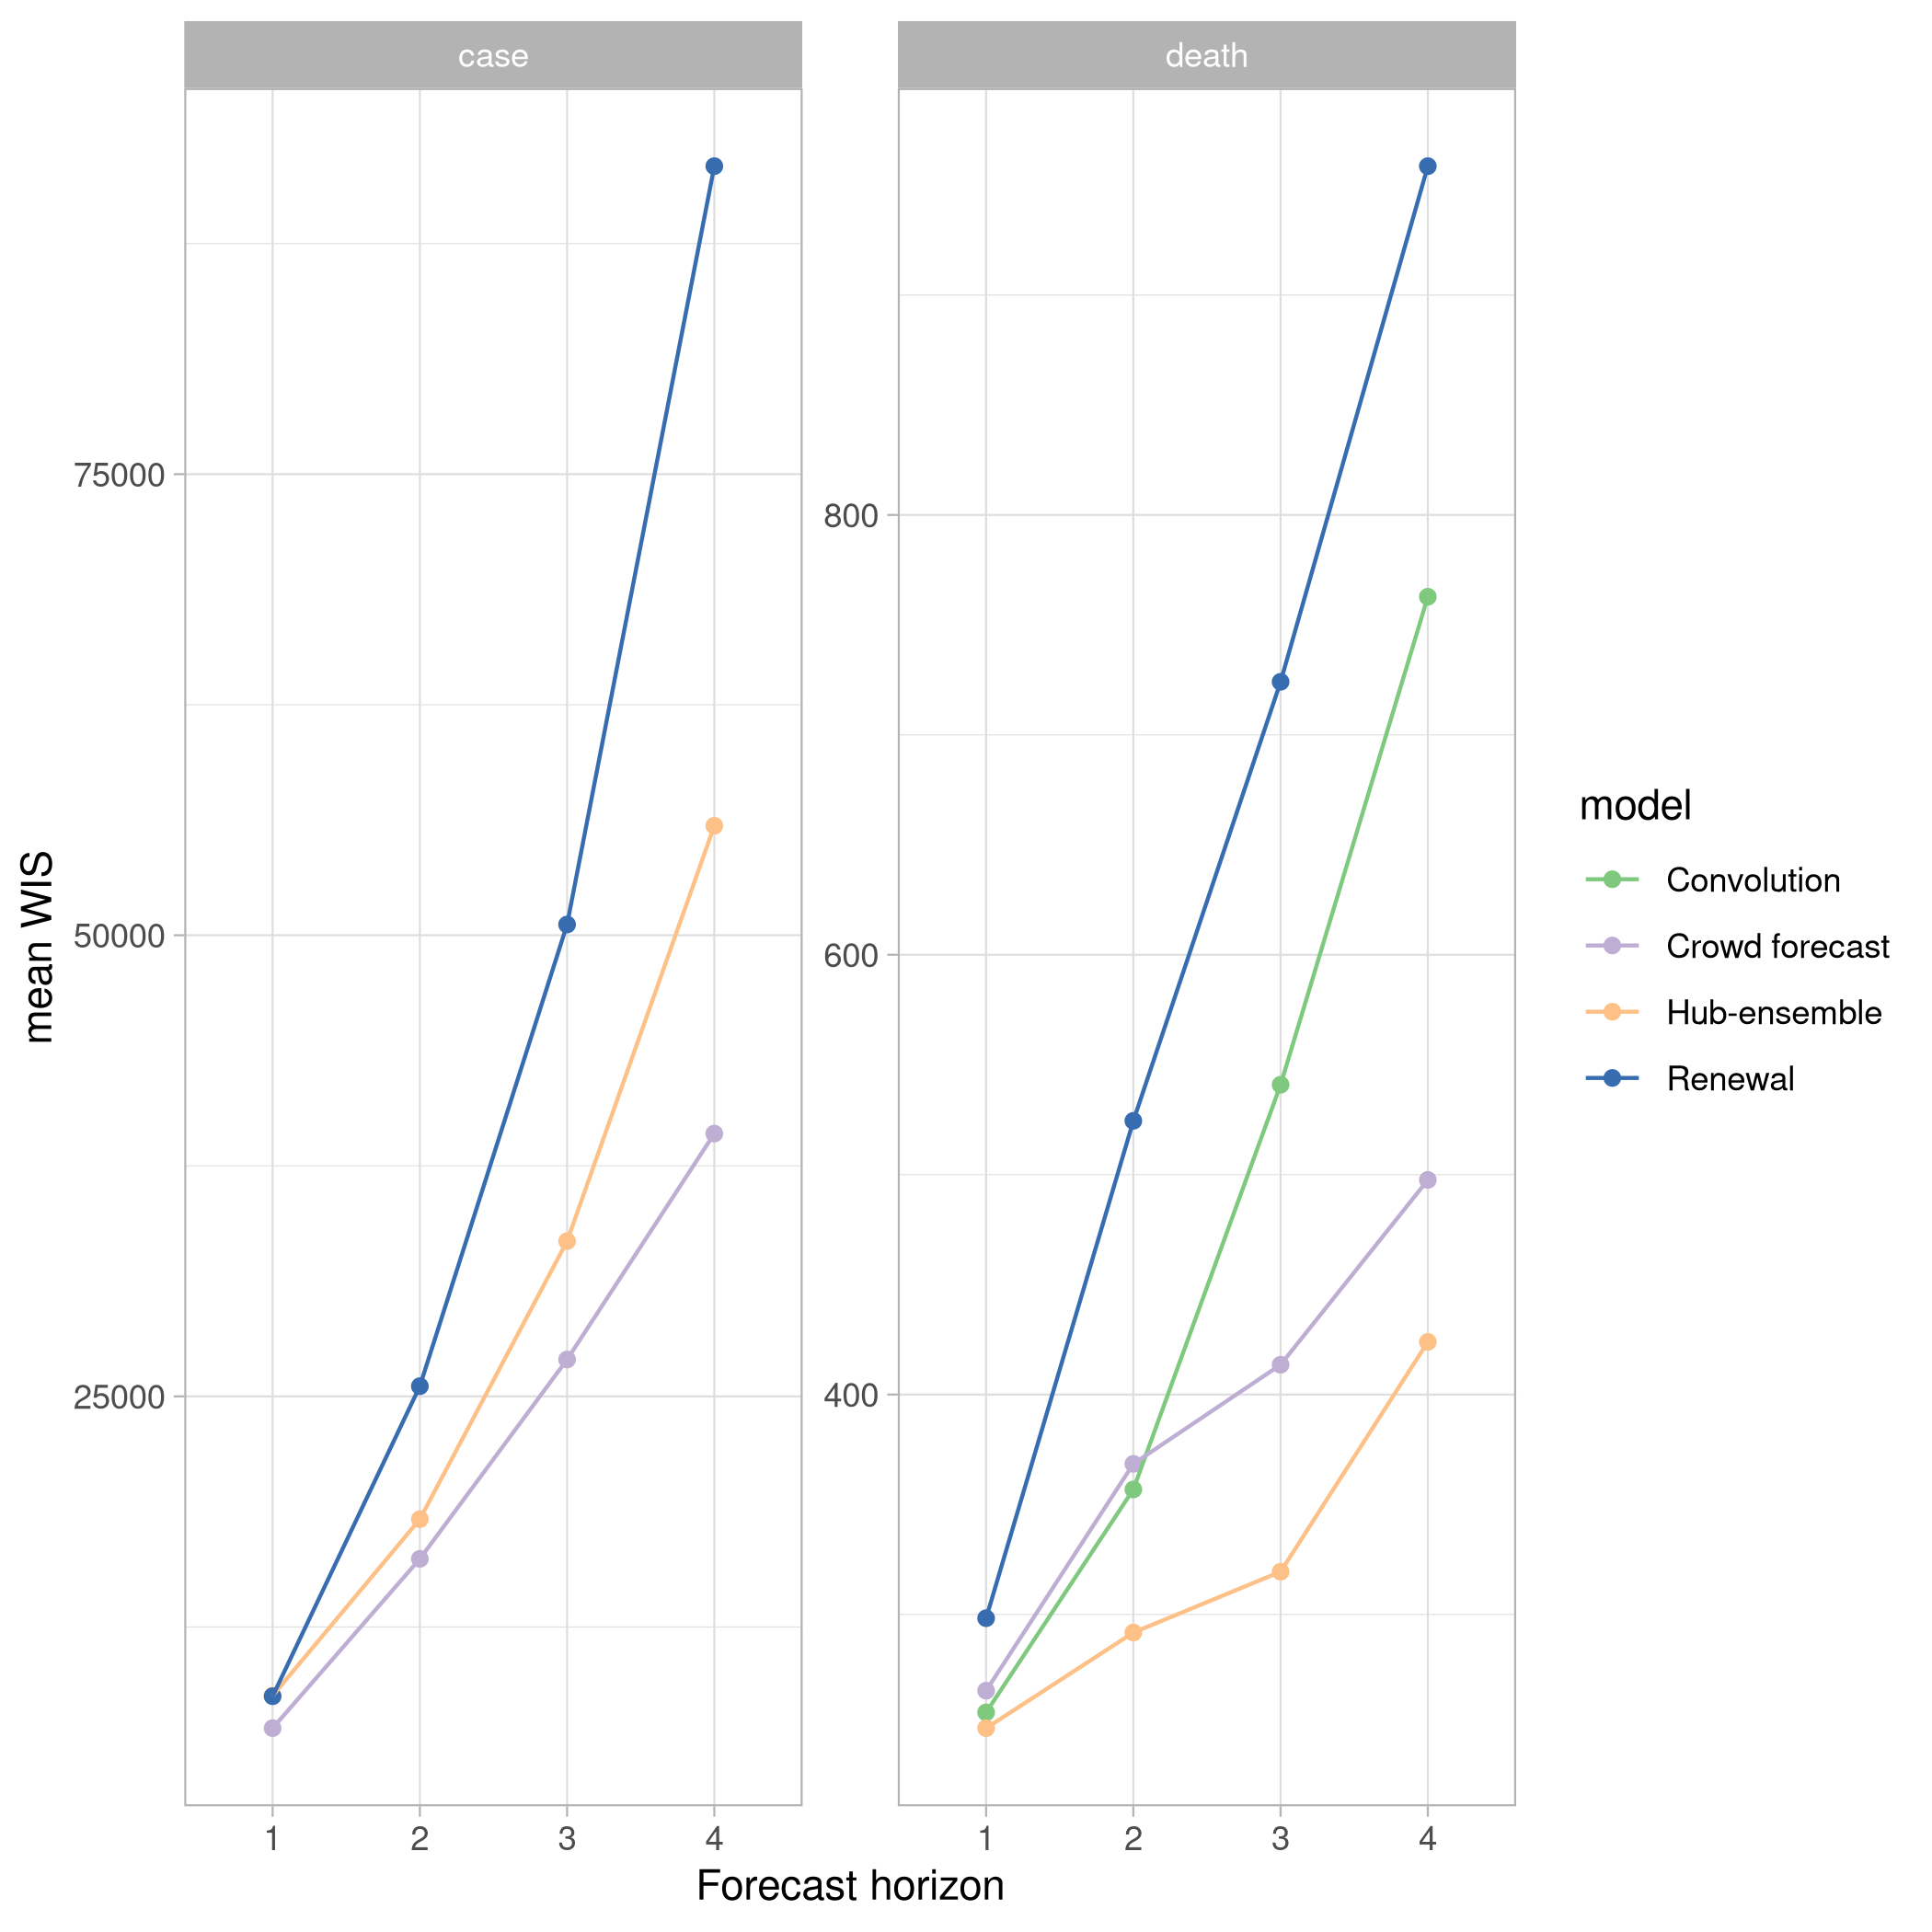 case
death
75000
50000
25000
800
600
400
mean WIS
1 2 3 4
1 2 3 4
Forecast horizon
model
Convolution
Crowd forecast
Hub-ensemble
Renewal